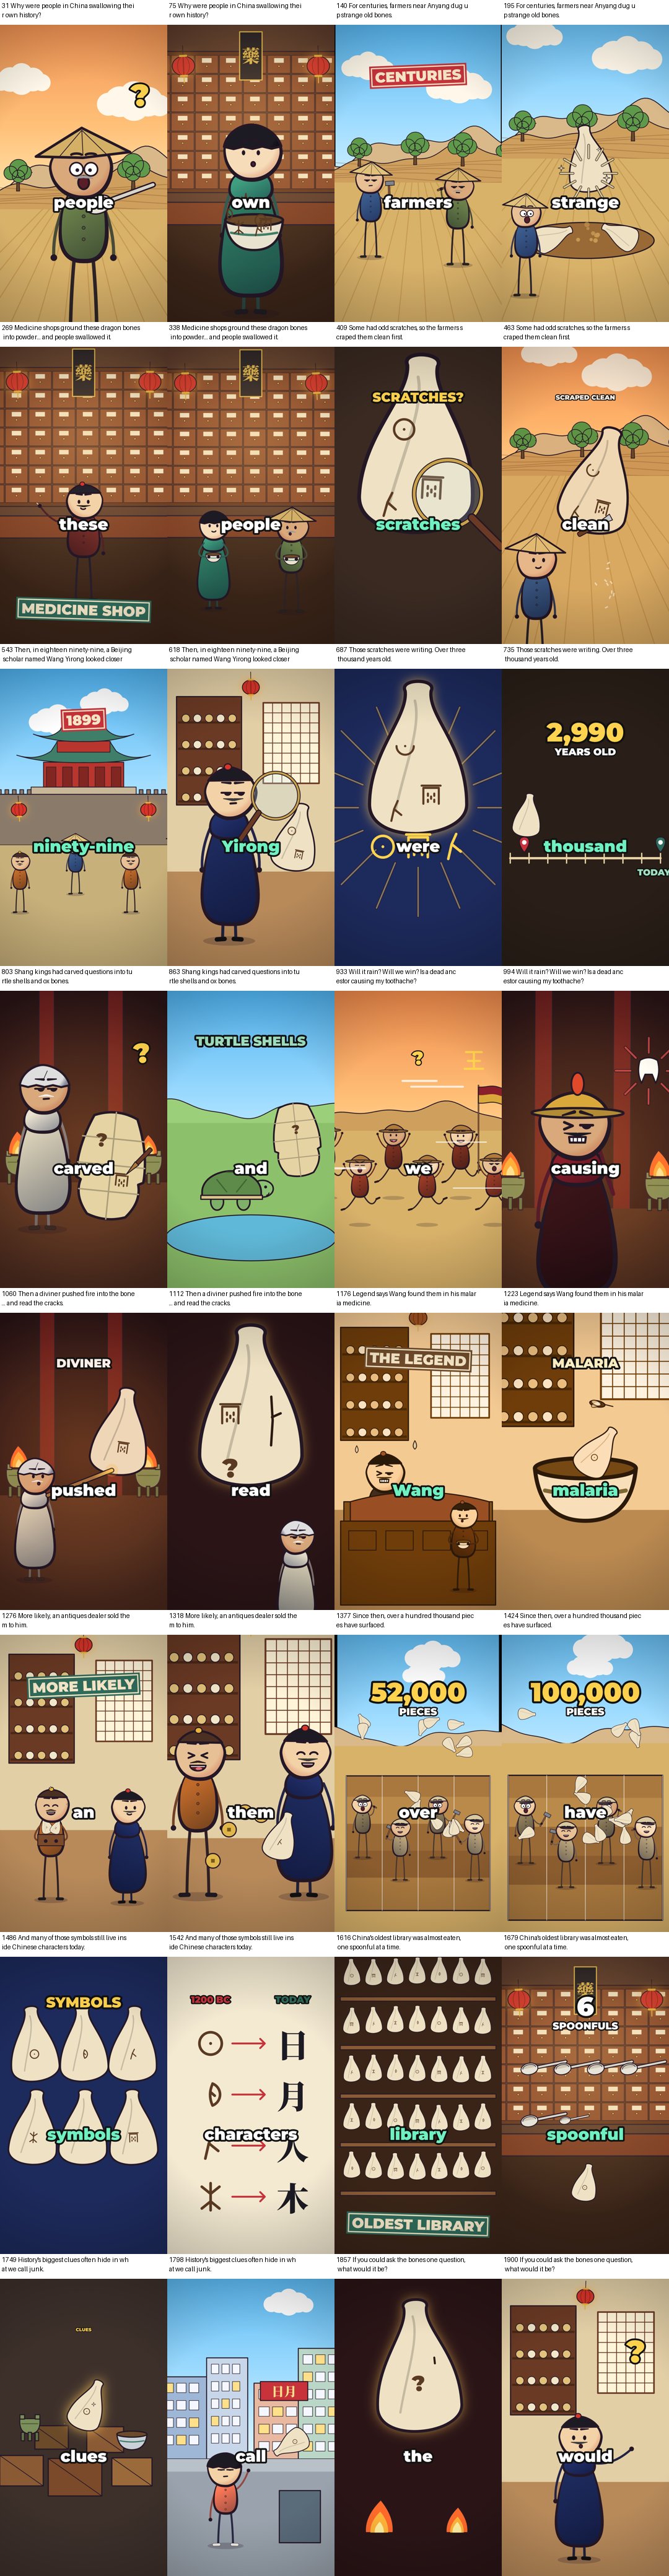 31 Why were people in China swallowing thei
r own history?
75 Why were people in China swallowing thei
r own history?
140 For centuries, farmers near Anyang dug u
p strange old bones.
195 For centuries, farmers near Anyang dug u
p strange old bones.
?
people
藥
own
CENTURIES
farmers
strange
269 Medicine shops ground these dragon bones
into powder... and people swallowed it.
338 Medicine shops ground these dragon bones
into powder... and people swallowed it.
409 Some had odd scratches, so the farmers s
craped them clean first.
463 Some had odd scratches, so the farmers s
craped them clean first.
藥
these
MEDICINE SHOP
藥
people
SCRATCHES?
scratches
SCRAPED CLEAN
clean
543 Then, in eighteen ninety-nine, a Beijing
scholar named Wang Yirong looked closer
618 Then, in eighteen ninety-nine, a Beijing
scholar named Wang Yirong looked closer
687 Those scratches were writing. Over three
thousand years old.
735 Those scratches were writing. Over three
thousand years old.
1899
ninety-nine
Yirong
were
2,990
YEARS OLD
thousand
TODAY
803 Shang kings had carved questions into tu
rtle shells and ox bones.
863 Shang kings had carved questions into tu
rtle shells and ox bones.
933 Will it rain? Will we win? Is a dead anc
estor causing my toothache?
994 Will it rain? Will we win? Is a dead anc
estor causing my toothache?
?
?
carved
TURTLE SHELLS
?
and
?
王
we
causing
1060 Then a diviner pushed fire into the bone
... and read the cracks.
1112 Then a diviner pushed fire into the bone
... and read the cracks.
1176 Legend says Wang found them in his malar
ia medicine.
1223 Legend says Wang found them in his malar
ia medicine.
DIVINER
pushed
?
read
THE LEGEND
Wang
MALARIA
malaria
1276 More likely, an antiques dealer sold the
m to him.
1318 More likely, an antiques dealer sold the
m to him.
1377 Since then, over a hundred thousand piec
es have surfaced.
1424 Since then, over a hundred thousand piec
es have surfaced.
MORE LIKELY
an
them
52,000
PIECES
over
100,000
PIECES
have
1486 And many of those symbols still live ins
ide Chinese characters today.
1542 And many of those symbols still live ins
ide Chinese characters today.
1616 China's oldest library was almost eaten,
one spoonful at a time.
1679 China's oldest library was almost eaten,
one spoonful at a time.
SYMBOLS
symbols
1200 BC
TODAY
日
月
characters
人
木
library
OLDEST LIBRARY
藥
6
SPOONFULS
spoonful
1749 History's biggest clues often hide in wh
at we call junk.
1798 History's biggest clues often hide in wh
at we call junk.
1857 If you could ask the bones one question,
what would it be?
1900 If you could ask the bones one question,
what would it be?
CLUES
clues
日月
call
?
the
?
would